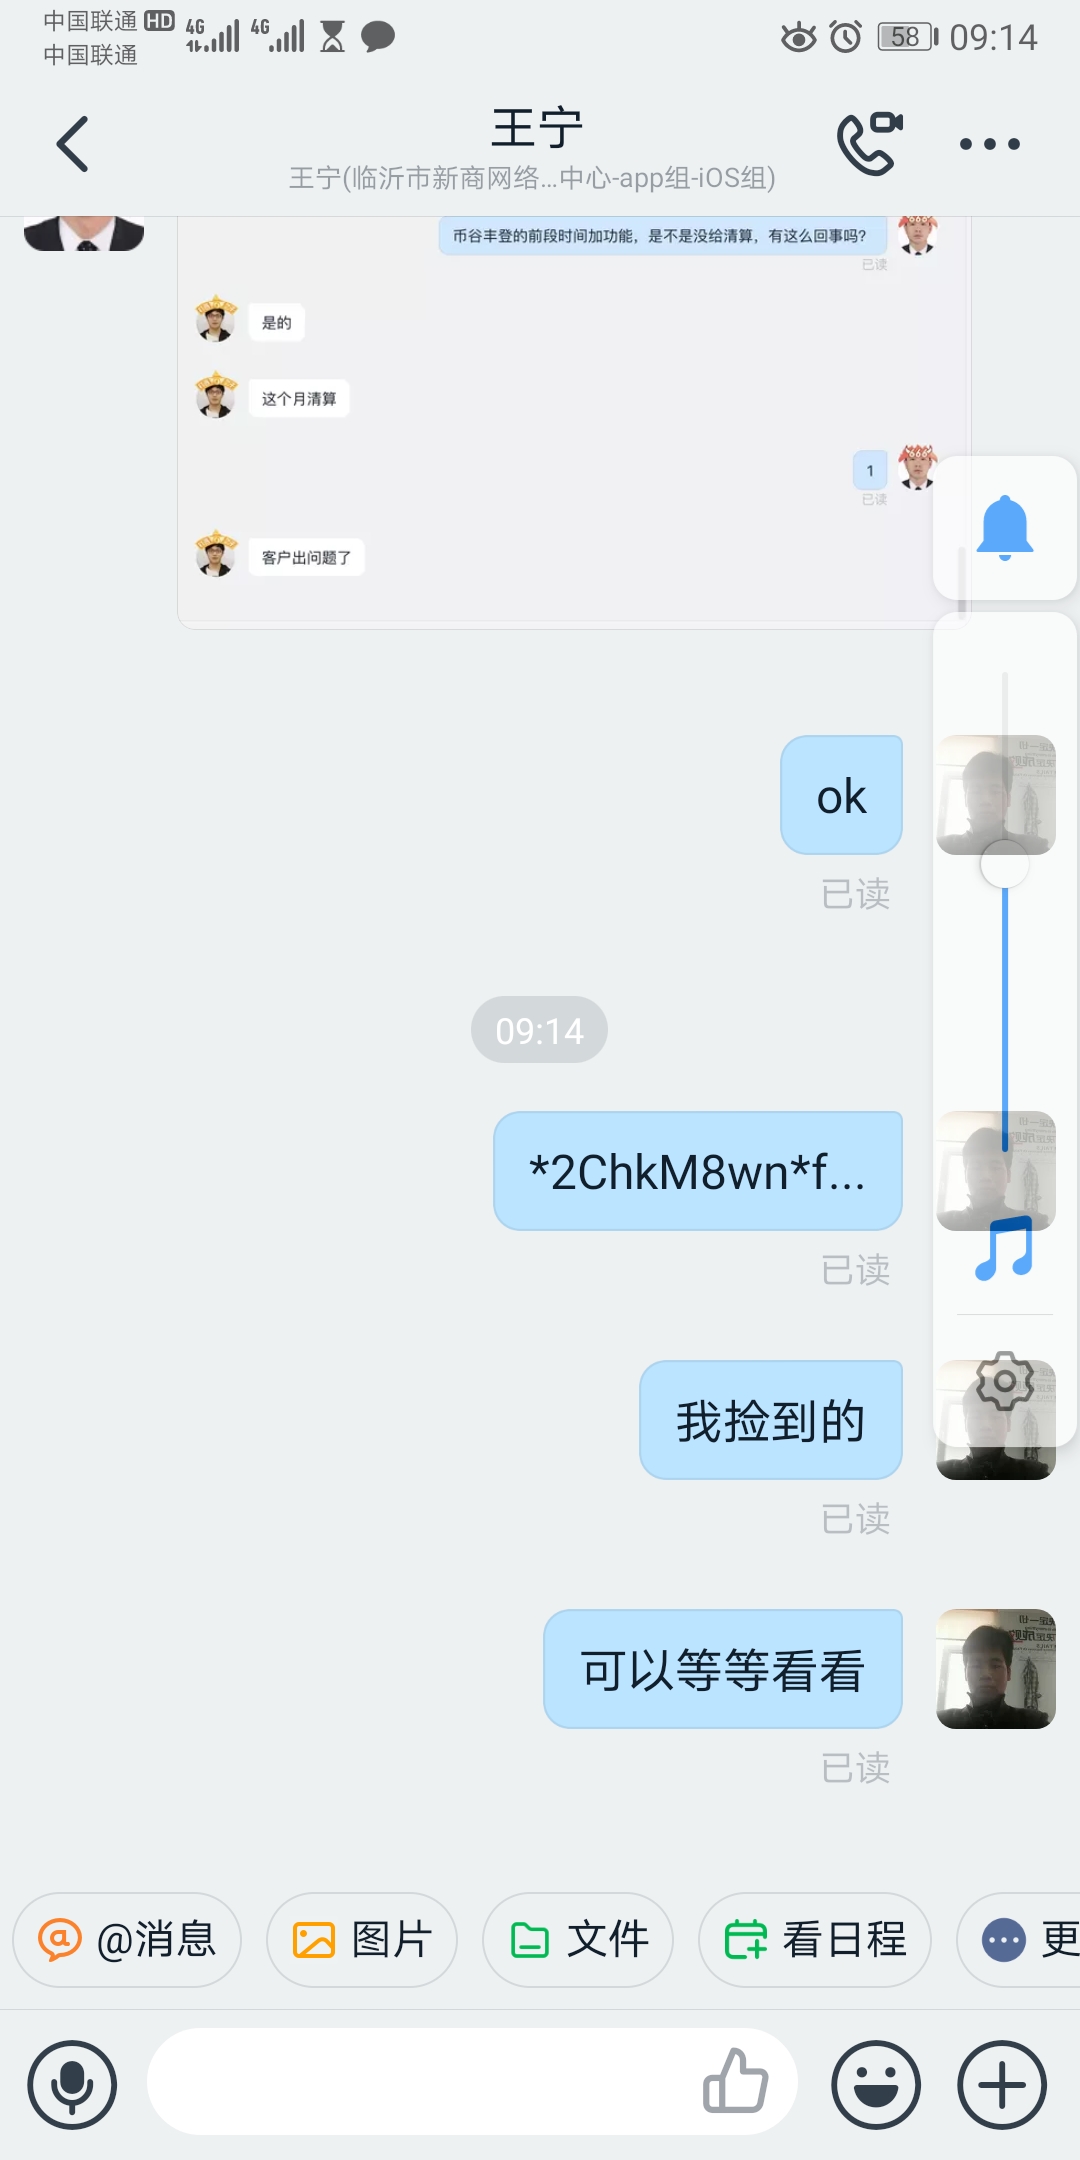 中国联通 HD 4G 4G 58 09:14
中国联通
王宁
王宁(临沂市新商网络...中心-app组-iOS组)
币谷丰登的前段时间加功能，是不是没给清算，有这么回事吗？
已读
是的
这个月清算
1
已读
客户出问题了
ok
已读
09:14
*2ChkM8wn*f...
已读
我捡到的
已读
可以等等看看
已读
@消息 图片 文件 看日程 更